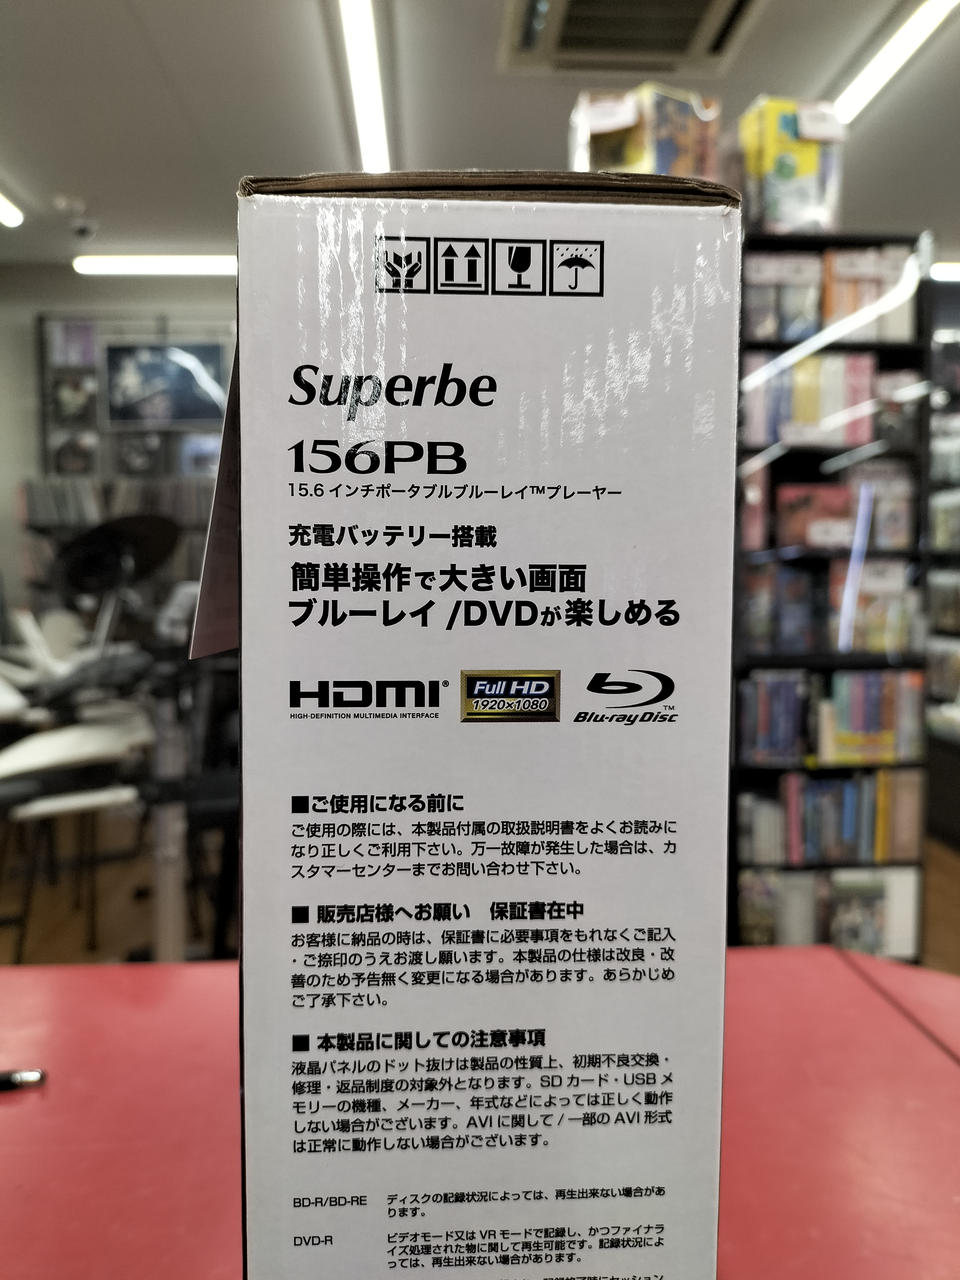 Superbe
156PB
15.6 インチポータブルブルーレイ™プレーヤー
充電バッテリー搭載
簡単操作で大きい画面
ブルーレイ /DVDが楽しめる
HDMI®
HIGH-DEFINITION MULTIMEDIA INTERFACE
Full HD
1920×1080
Blu-ray Disc™
■ご使用になる前に
ご使用の際には、本製品付属の取扱説明書をよくお読みに
なり正しくご利用下さい。万一故障が発生した場合は、カ
スタマーセンターまでお問い合わせ下さい。
■ 販売店様へお願い 保証書在中
お客様に納品の時は、保証書に必要事項をもれなくご記入
・ご捺印のうえお渡し願います。本製品の仕様は改良・改
善のため予告無く変更になる場合があります。あらかじめ
ご了承下さい。
■ 本製品に関しての注意事項
液晶パネルのドット抜けは製品の性質上、初期不良交換・
修理・返品制度の対象外となります。SD カード・USB メ
モリーの機種、メーカー、年式などによっては正しく動作
しない場合がございます。AVI に関して / 一部の AVI 形式
は正常に動作しない場合がございます。
BD-R/BD-RE ディスクの記録状況によっては、再生出来ない場合があ
ります。
DVD-R ビデオモード又は VR モードで記録し、かつファイナラ
イズ処理された物に関して再生可能です。記録状況によ
っては、再生出来ない場合があります。